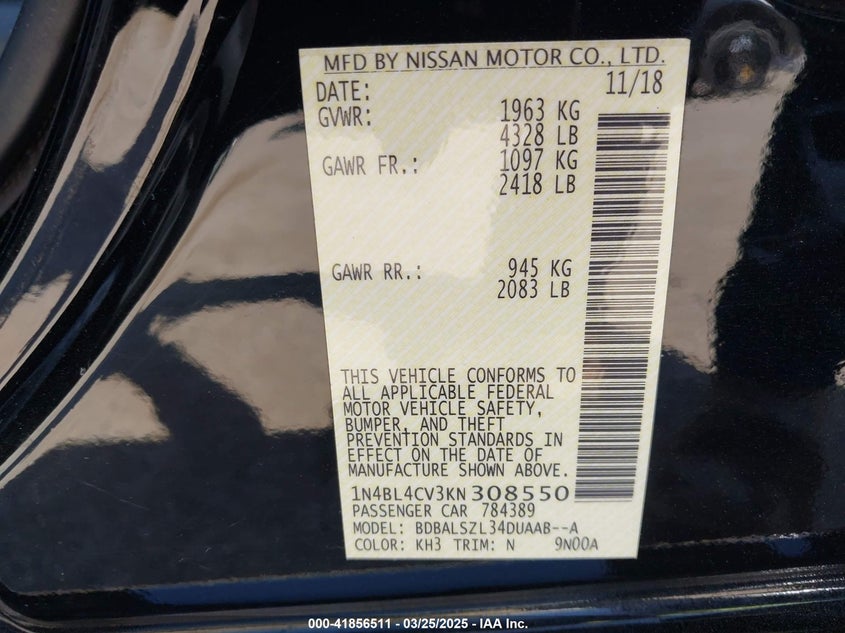 MFD BY NISSAN MOTOR CO., LTD.
DATE: 11/18
GVWR: 1963 KG
4328 LB
GAWR FR.: 1097 KG
2418 LB
GAWR RR.: 945 KG
2083 LB
THIS VEHICLE CONFORMS TO
ALL APPLICABLE FEDERAL
MOTOR VEHICLE SAFETY,
BUMPER, AND THEFT
PREVENTION STANDARDS IN
EFFECT ON THE DATE OF
MANUFACTURE SHOWN ABOVE.
1N4BL4CV3KN308550
PASSENGER CAR 784389
MODEL: BDBALSZL34DUAAB--A
COLOR: KH3 TRIM: N 9N00A
000-41856511 - 03/25/2025 - IAA Inc.